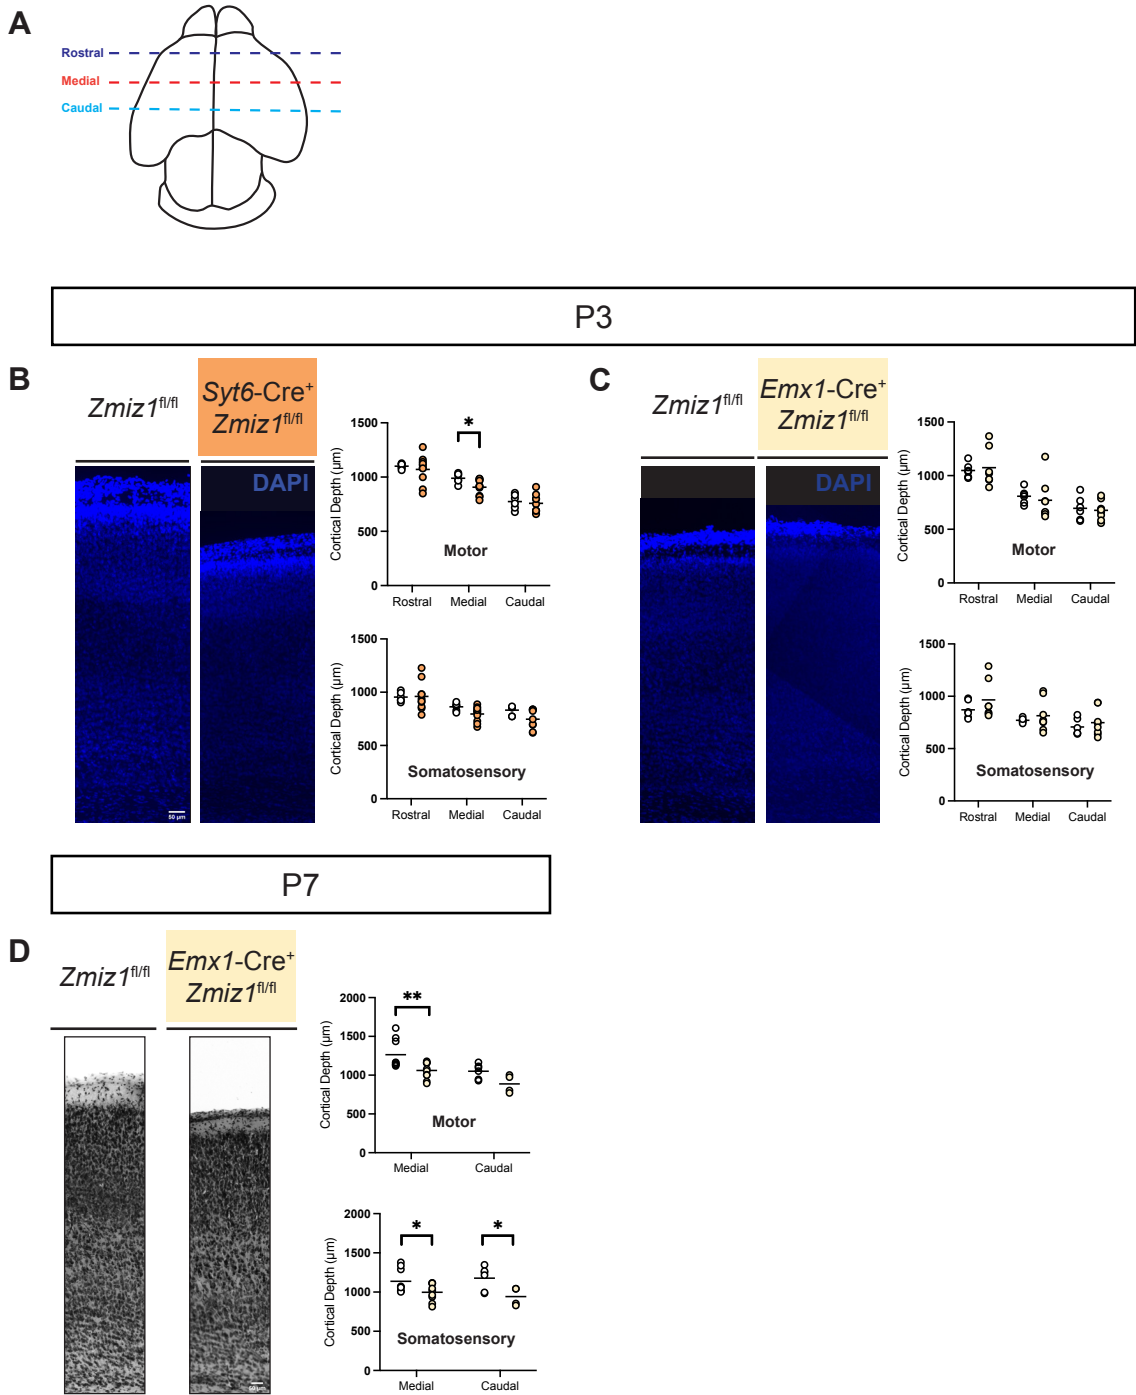 A
Rostral
Medial
Caudal
P3
B
Zmiz1fl/fl
Syt6-Cre+
Zmiz1fl/fl
DAPI
50 µm
1500
1000
500
0
Cortical Depth (µm)
*
Motor
Rostral
Medial
Caudal
1500
1000
500
0
Cortical Depth (µm)
Somatosensory
Rostral
Medial
Caudal
C
Zmiz1fl/fl
Emx1-Cre+
Zmiz1fl/fl
DAPI
1500
1000
500
0
Cortical Depth (µm)
Motor
Rostral
Medial
Caudal
1500
1000
500
0
Cortical Depth (µm)
Somatosensory
Rostral
Medial
Caudal
P7
D
Zmiz1fl/fl
Emx1-Cre+
Zmiz1fl/fl
50 µm
2000
1500
1000
500
0
Cortical Depth (µm)
**
Motor
Medial
Caudal
2000
1500
1000
500
0
Cortical Depth (µm)
*
*
Somatosensory
Medial
Caudal